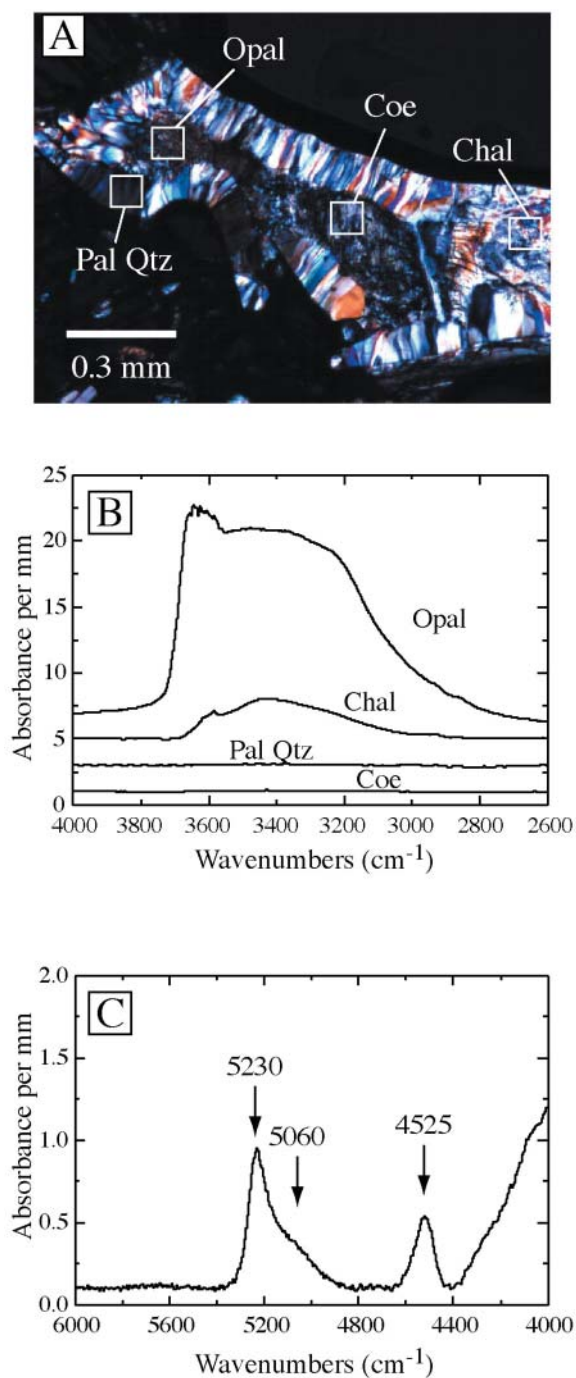 A
Opal
Coe
Chal
Pal Qtz
0.3 mm
B
Absorbance per mm
25
20
15
10
5
0
Opal
Chal
Pal Qtz
Coe
4000 3800 3600 3400 3200 3000 2800 2600
Wavenumbers (cm⁻¹)
C
Absorbance per mm
2.0
1.5
1.0
0.5
0.0
5230
5060
4525
6000 5600 5200 4800 4400 4000
Wavenumbers (cm⁻¹)